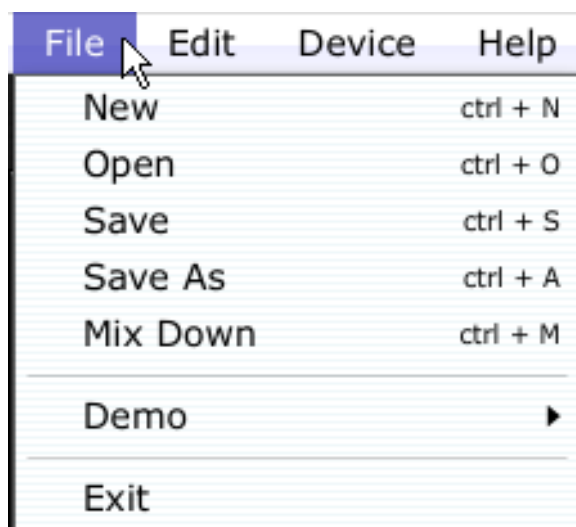 File Edit Device Help
New ctrl + N
Open ctrl + O
Save ctrl + S
Save As ctrl + A
Mix Down ctrl + M
Demo
Exit